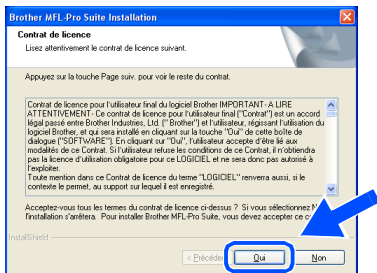 Brother MFL-Pro Suite Installation
Contrat de licence
Lisez attentivement le contrat de licence suivant.
Appuyez sur la touche Page suiv. pour voir le reste du contrat.
Contrat de licence pour l'utilisateur final du logiciel Brother IMPORTANT- A LIRE
ATTENTIVEMENT- Ce contrat de licence pour l'utilisateur final ("Contrat") est un accord
légal passé entre Brother Industries, Ltd. (" Brother") et l'utilisateur, régissant l'utilisation du
logiciel Brother, et qui sera installé en cliquant sur la touche "Oui" de cette boîte de
dialogue ("SOFTWARE"). En cliquant sur "Oui", l'utilisateur accepte d'être lié aux
modalités de ce Contrat. Si l'utilisateur refuse les conditions de ce Contrat, il n'obtiendra
pas la licence d'utilisation obligatoire pour ce LOGICIEL et ne sera donc pas autorisé à
l'exploiter.
Toute mention dans ce Contrat de licence du terme "LOGICIEL" renverra aussi, si le
contexte le permet, au support sur lequel il est enregistré.
Acceptez-vous tous les termes du contrat de licence ci-dessus ? Si vous sélectionnez N
l'installation s'arrêtera. Pour installer Brother MFL-Pro Suite, vous devez accepter ce c
InstallShield
< Précéden
Oui
Non